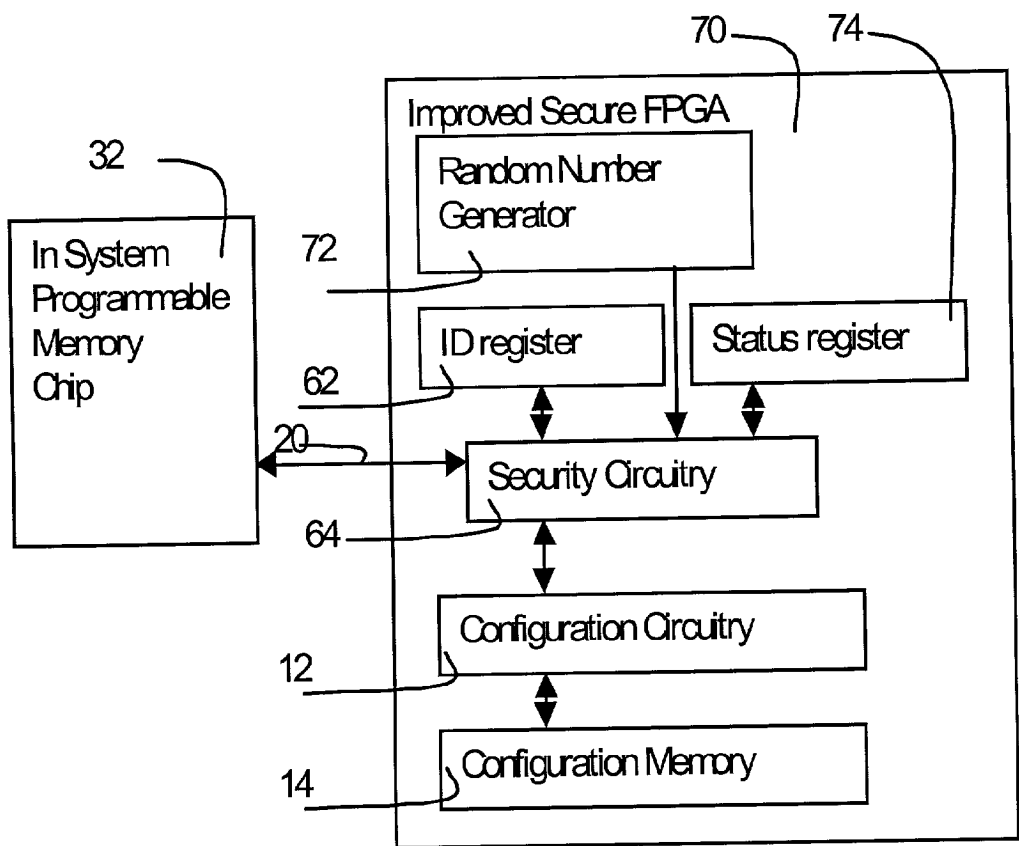 70
74
Improved Secure FPGA
32
Random Number
Generator
In System
Programmable
Memory
Chip
72
ID register
Status register
62
20
Security Circuitry
64
Configuration Circuitry
12
Configuration Memory
14